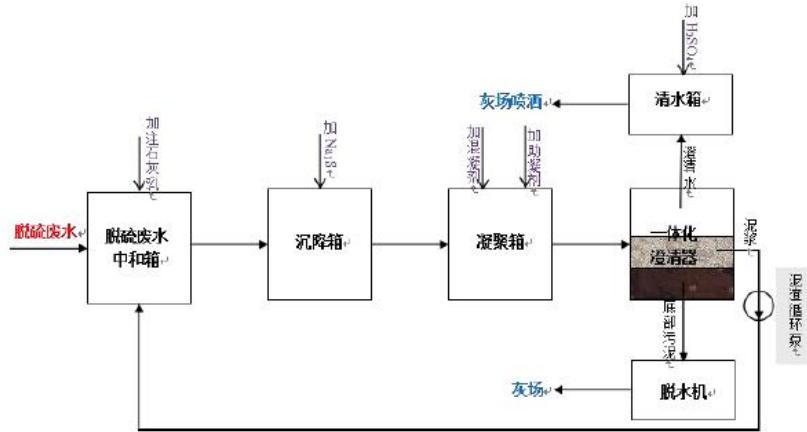 加H₂SO₄
灰场喷洒
清水箱
加注石灰乳
加Na₂S
加混凝剂
加助凝剂
澄清水
脱硫废水
脱硫废水
中和箱
沉降箱
凝聚箱
一体化
澄清器
泥浆
泥渣循环泵
底部污泥
灰场
脱水机